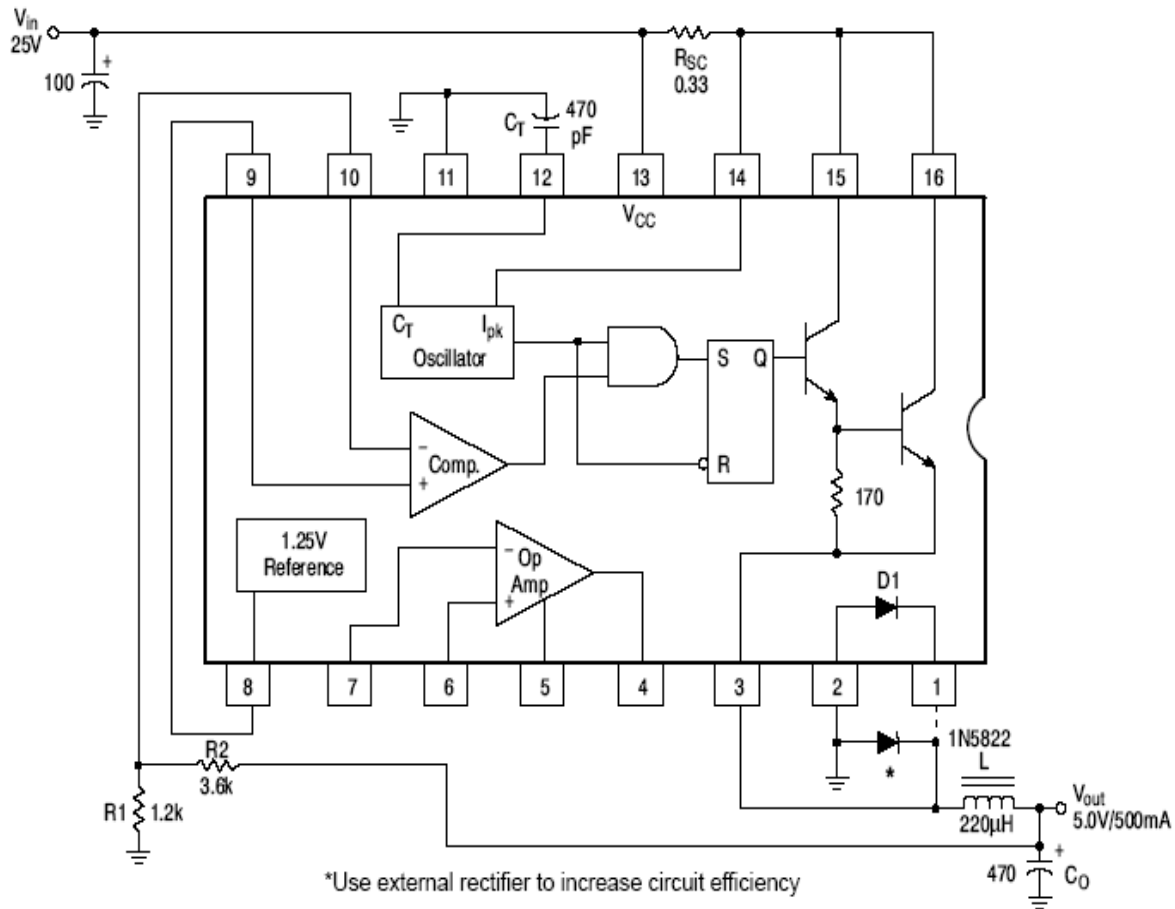 Vin
25V
100
+
RSC
0.33
CT
470
pF
9
10
11
12
13
14
15
16
VCC
CT
Ipk
Oscillator
S
Q
R
−
Comp.
+
170
1.25V
Reference
−
Op
Amp
+
D1
8
7
6
5
4
3
2
1
1N5822
*
L
220µH
Vout
5.0V/500mA
R2
3.6k
R1
1.2k
+
470
CO
*Use external rectifier to increase circuit efficiency